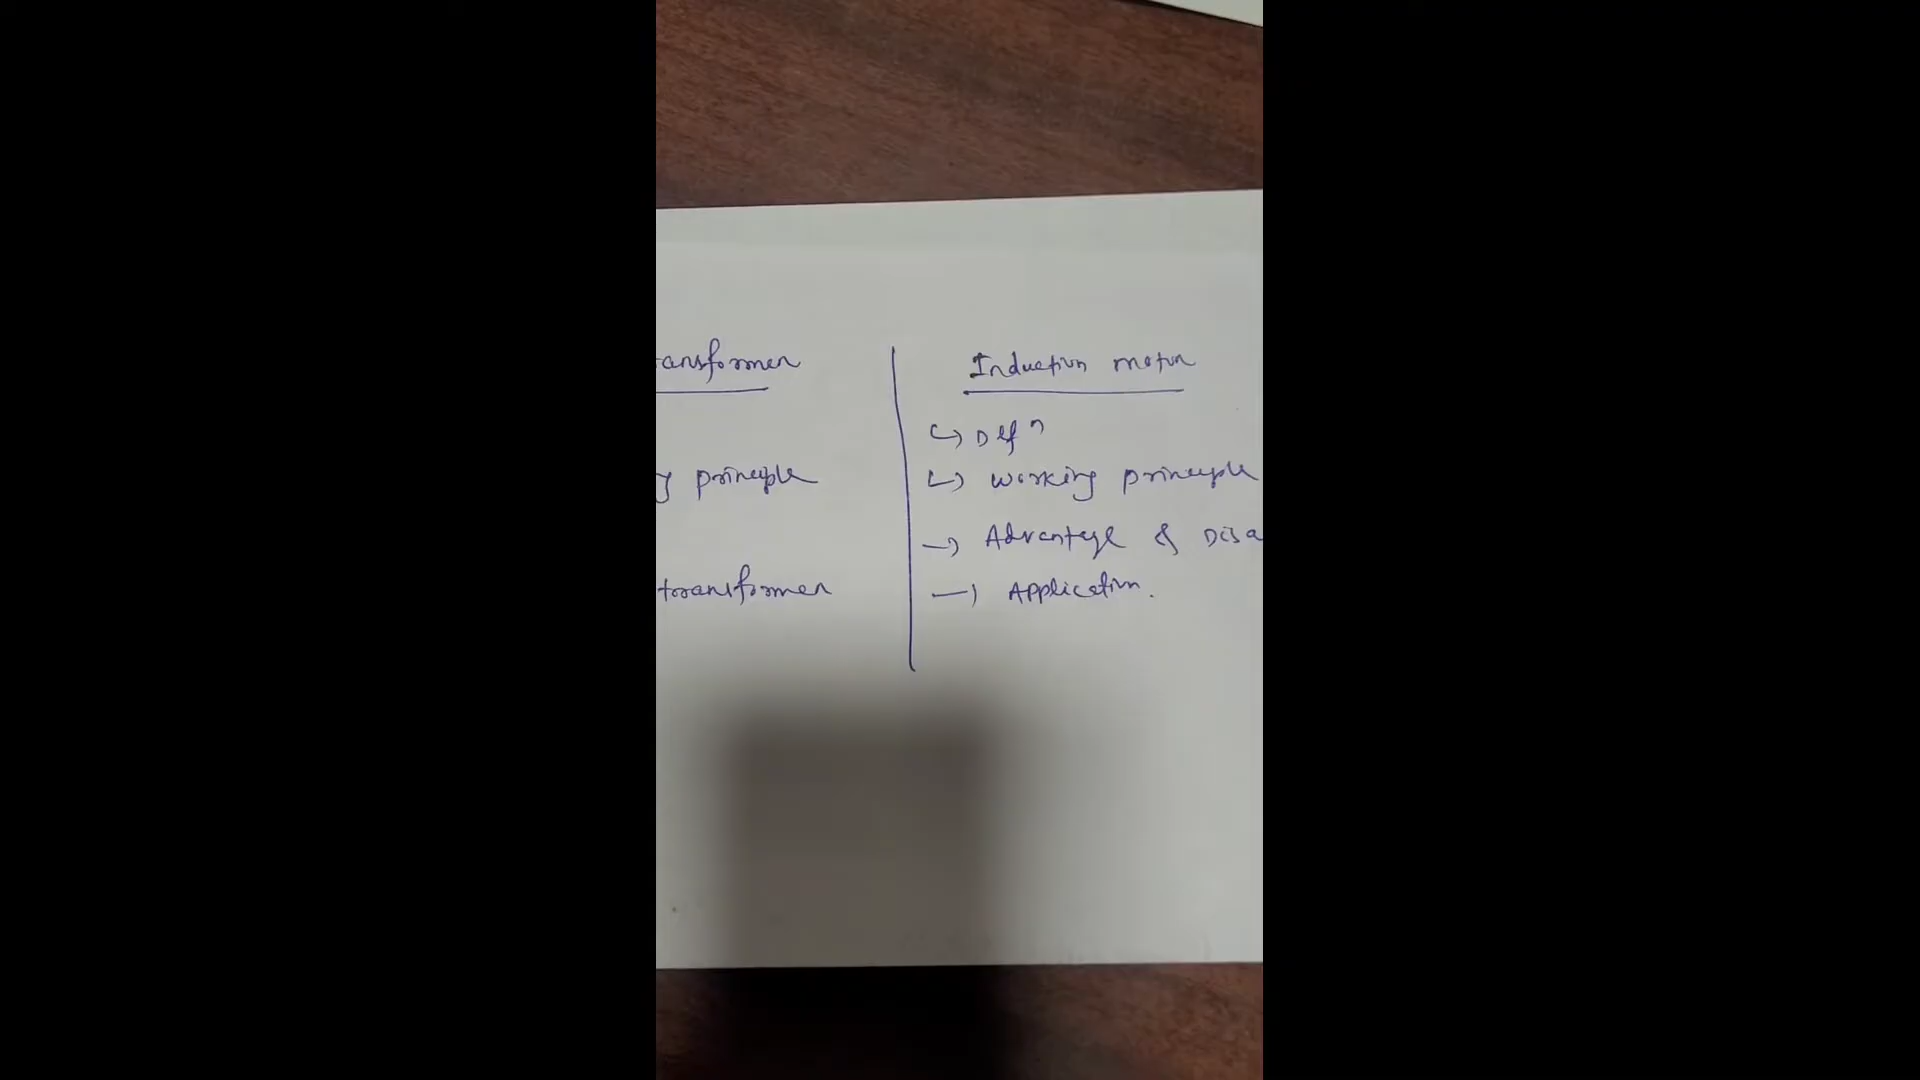 ansformer
principle
transformer
Induction motor
↳ Defn
↳ working principle
→ Advantage & Disa
→ Application.